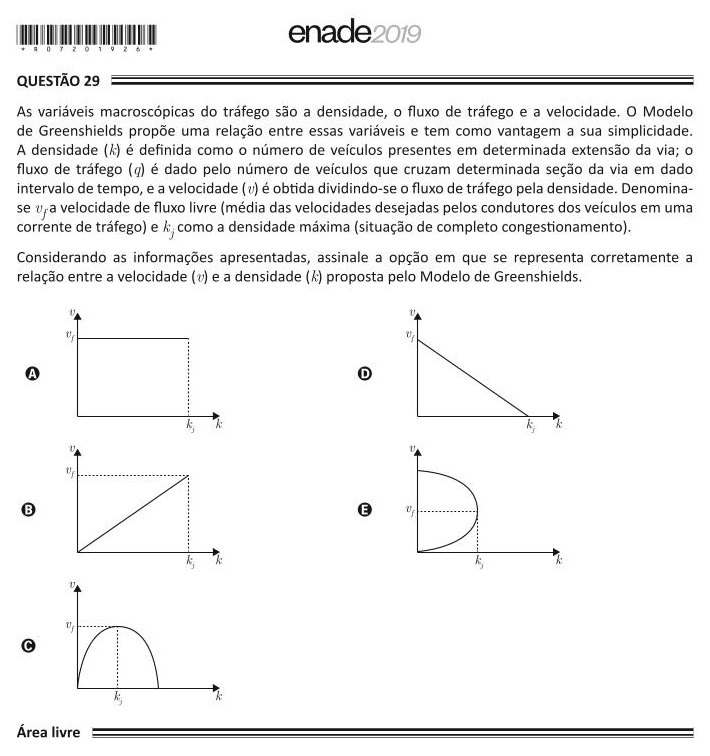 * R 0 7 2 0 1 9 2 6 *
enade2019
QUESTÃO 29
As variáveis macroscópicas do tráfego são a densidade, o fluxo de tráfego e a velocidade. O Modelo
de Greenshields propõe uma relação entre essas variáveis e tem como vantagem a sua simplicidade.
A densidade (k) é definida como o número de veículos presentes em determinada extensão da via; o
fluxo de tráfego (q) é dado pelo número de veículos que cruzam determinada seção da via em dado
intervalo de tempo, e a velocidade (v) é obtida dividindo-se o fluxo de tráfego pela densidade. Denomina-
se v_f a velocidade de fluxo livre (média das velocidades desejadas pelos condutores dos veículos em uma
corrente de tráfego) e k_j como a densidade máxima (situação de completo congestionamento).
Considerando as informações apresentadas, assinale a opção em que se representa corretamente a
relação entre a velocidade (v) e a densidade (k) proposta pelo Modelo de Greenshields.
A
v
v_f
k_j
k
B
v
v_f
k_j
k
C
v
v_f
k_j
k
D
v
v_f
k_j
k
E
v
v_f
k_j
k
Área livre